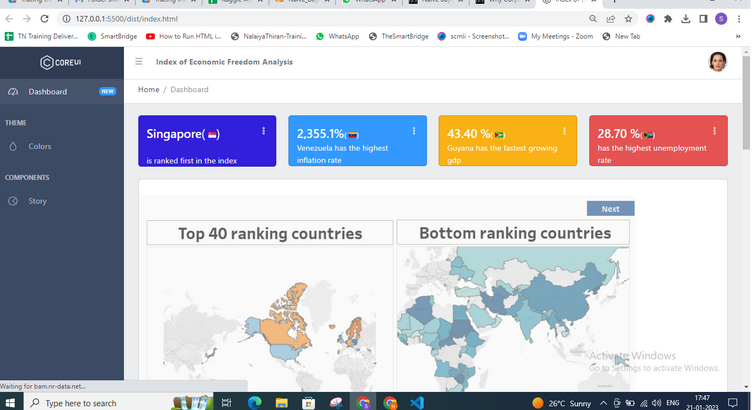 127.0.0.1:5500/dist/index.html
TN Training Deliver...
SmartBridge
How to Run HTML i...
NalaiyaThiran-Traini...
WhatsApp
TheSmartBridge
scmli - Screenshot...
My Meetings - Zoom
New Tab
»
COREUI
Index of Economic Freedom Analysis
Dashboard NEW
Home / Dashboard
THEME
Colors
COMPONENTS
Story
Singapore( )
is ranked first in the index
2,355.1%( )
Venezuela has the highest
inflation rate
43.40 %( )
Guyana has the fastest growing
gdp
28.70 %( )
has the highest unemployment
rate
Next
Top 40 ranking countries
Bottom ranking countries
Activate Windows
Go to Settings to activate Windows.
Waiting for bam.nr-data.net...
Type here to search
26°C Sunny
ENG
17:47
21-01-2023